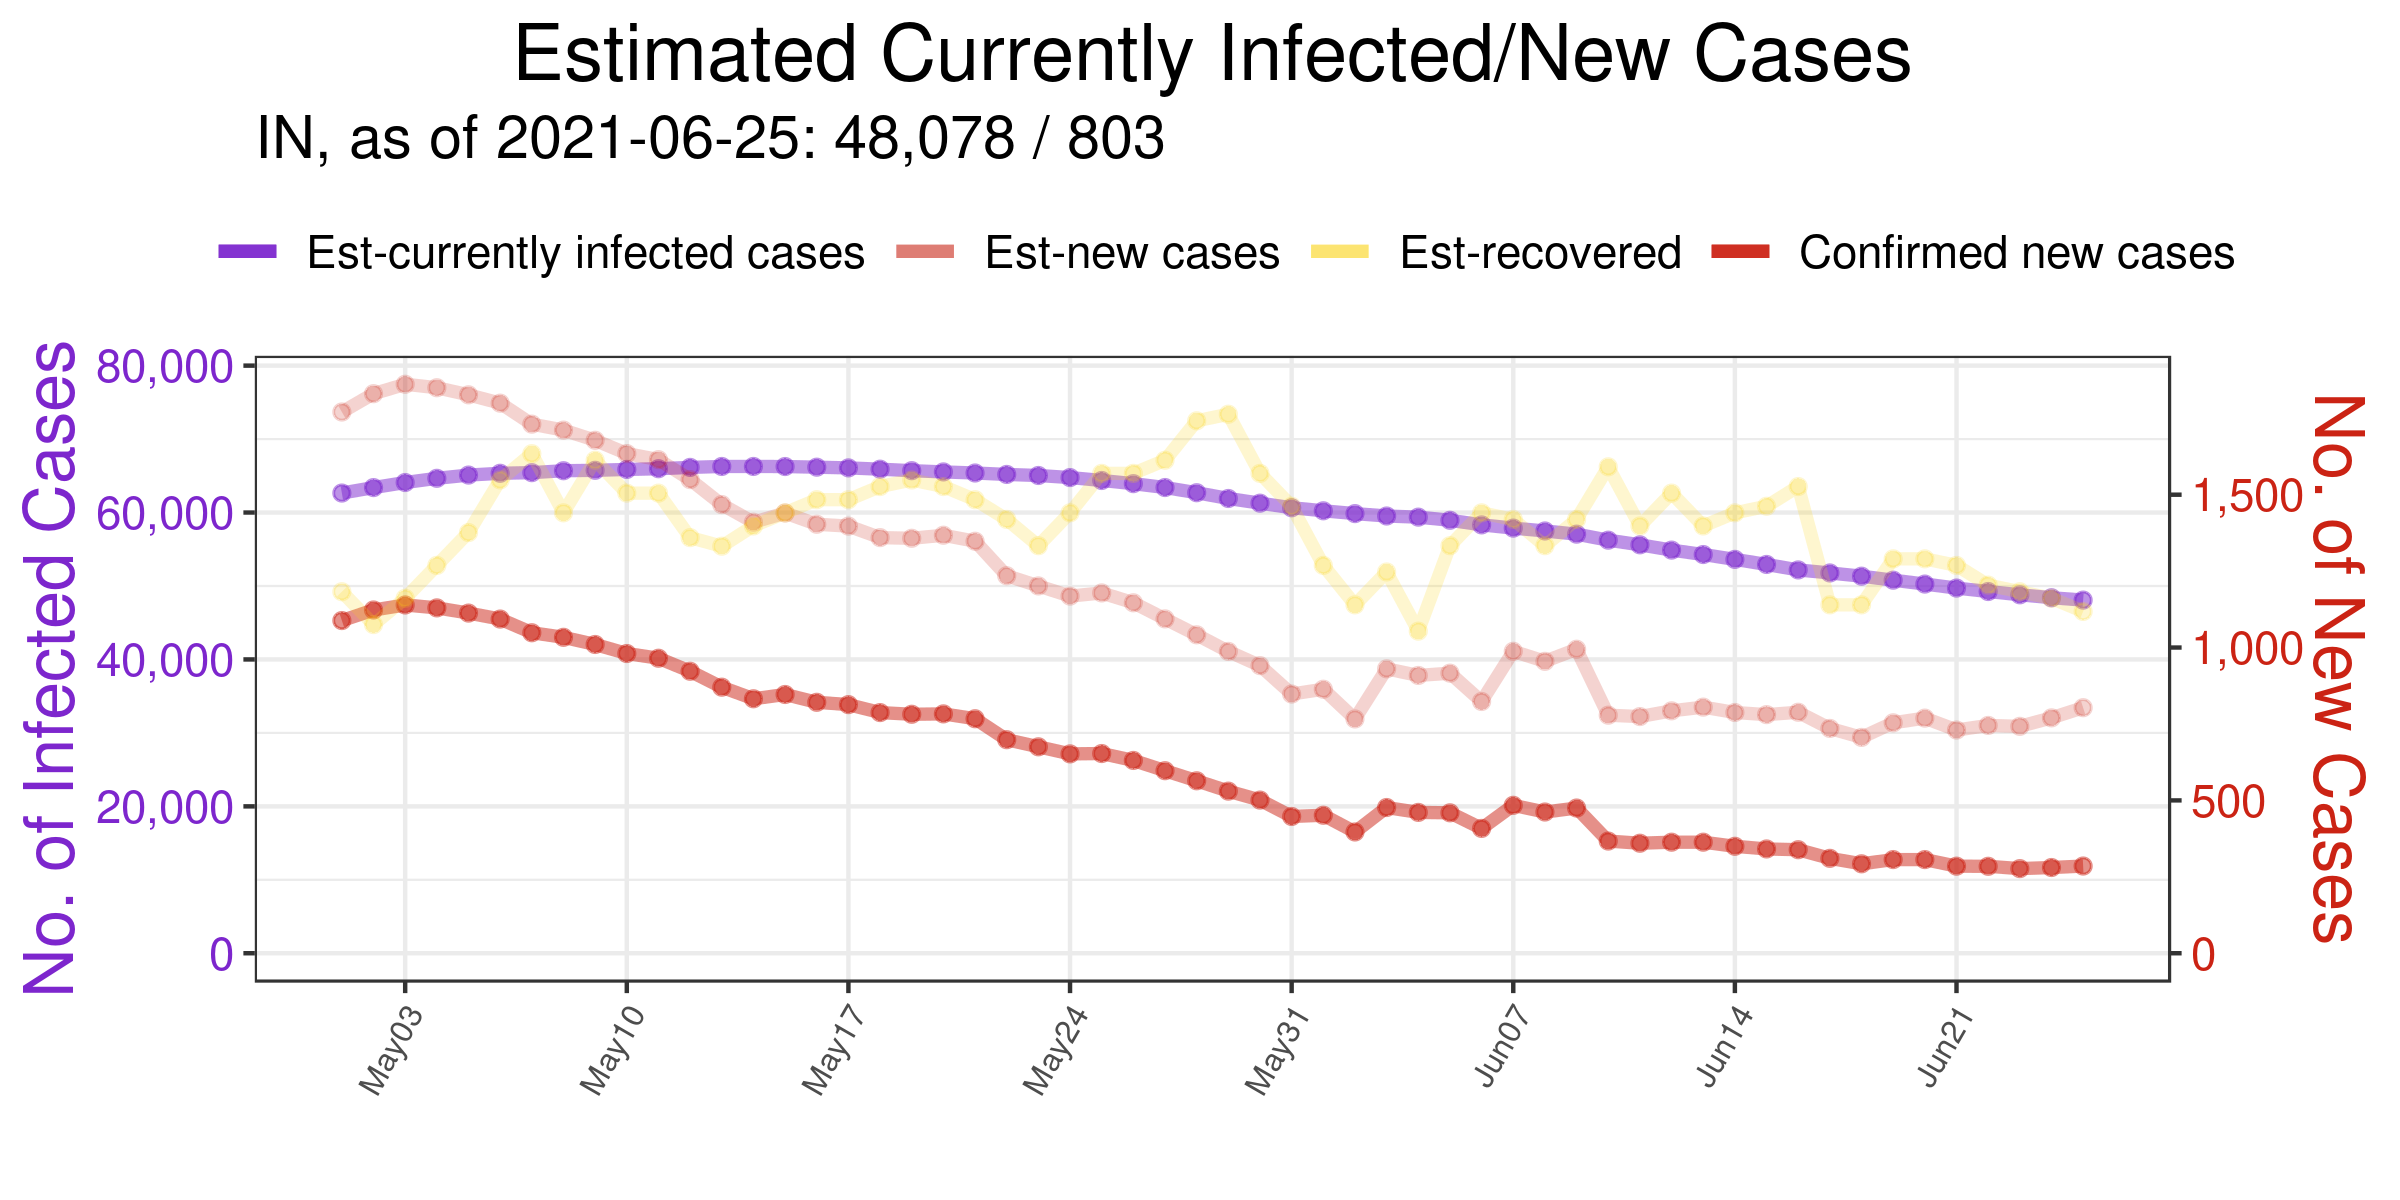 Estimated Currently Infected/New Cases
IN, as of 2021-06-25: 48,078 / 803
Est-currently infected cases Est-new cases Est-recovered Confirmed new cases
No. of Infected Cases
80,000
60,000
40,000
20,000
0
1,500
1,000
500
0
No. of New Cases
May03 May10 May17 May24 May31 Jun07 Jun14 Jun21